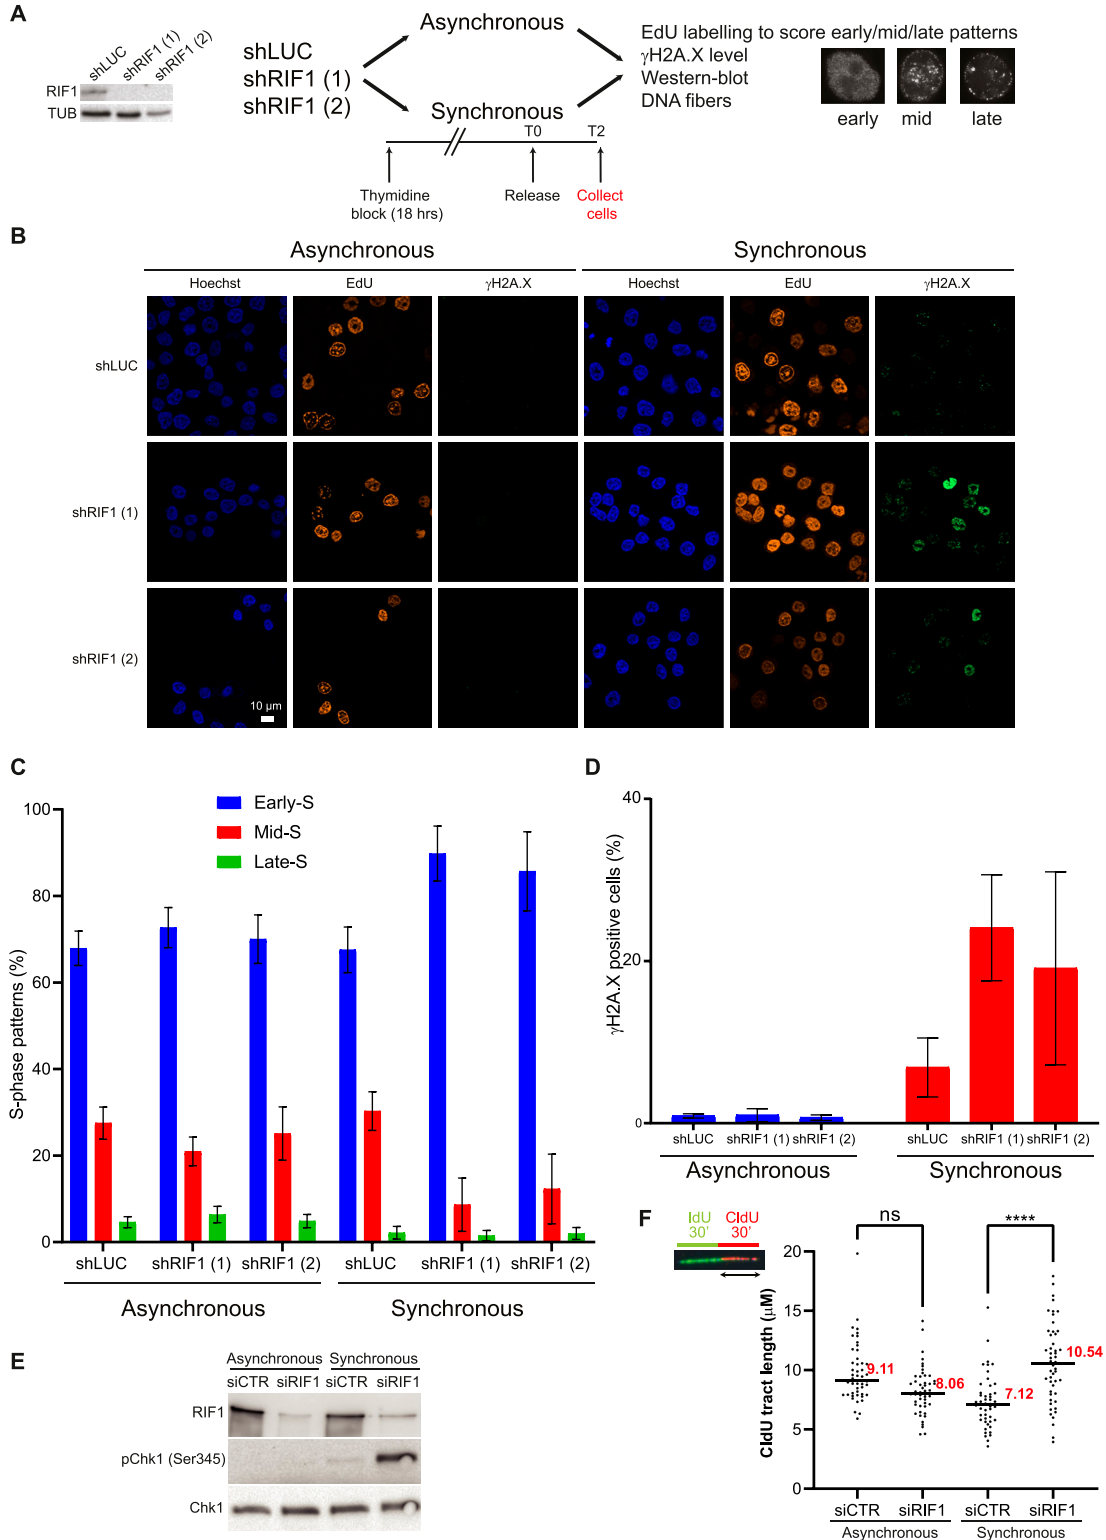 A
shLUC
shRIF1 (1)
shRIF1 (2)
RIF1
TUB
shLUC
shRIF1 (1)
shRIF1 (2)
Asynchronous
Synchronous
T0
T2
Thymidine
block (18 hrs)
Release
Collect
cells
EdU labelling to score early/mid/late patterns
γH2A.X level
Western-blot
DNA fibers
early
mid
late
B
Asynchronous
Synchronous
Hoechst
EdU
γH2A.X
Hoechst
EdU
γH2A.X
shLUC
shRIF1 (1)
shRIF1 (2)
10 μm
C
S-phase patterns (%)
100
80
60
40
20
0
Early-S
Mid-S
Late-S
shLUC
shRIF1 (1)
shRIF1 (2)
shLUC
shRIF1 (1)
shRIF1 (2)
Asynchronous
Synchronous
D
γH2A.X positive cells (%)
40
20
0
shLUC
shRIF1 (1)
shRIF1 (2)
shLUC
shRIF1 (1)
shRIF1 (2)
Asynchronous
Synchronous
E
Asynchronous
Synchronous
siCTR
siRIF1
siCTR
siRIF1
RIF1
pChk1 (Ser345)
Chk1
F
IdU
30'
CldU
30'
CldU tract length (μM)
20
15
10
5
0
ns
****
9.11
8.06
7.12
10.54
siCTR
siRIF1
siCTR
siRIF1
Asynchronous
Synchronous